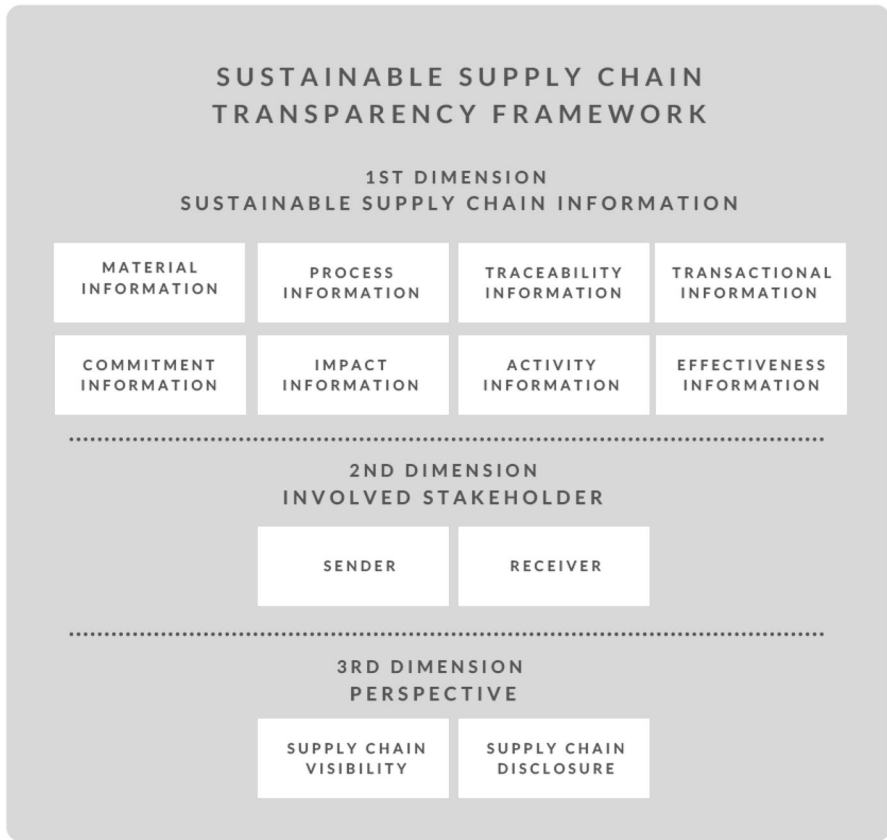 SUSTAINABLE SUPPLY CHAIN
TRANSPARENCY FRAMEWORK
1ST DIMENSION
SUSTAINABLE SUPPLY CHAIN INFORMATION
MATERIAL
INFORMATION
PROCESS
INFORMATION
TRACEABILITY
INFORMATION
TRANSACTIONAL
INFORMATION
COMMITMENT
INFORMATION
IMPACT
INFORMATION
ACTIVITY
INFORMATION
EFFECTIVENESS
INFORMATION
2ND DIMENSION
INVOLVED STAKEHOLDER
SENDER
RECEIVER
3RD DIMENSION
PERSPECTIVE
SUPPLY CHAIN
VISIBILITY
SUPPLY CHAIN
DISCLOSURE